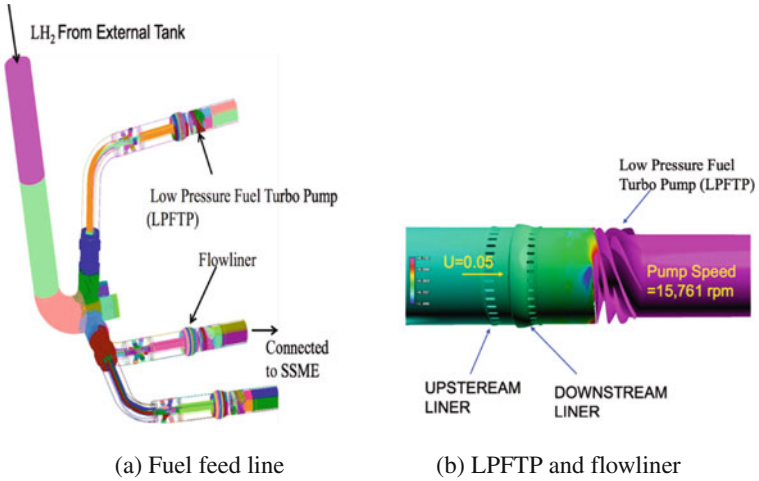 LH2 From External Tank
Low Pressure Fuel Turbo Pump
(LPFTP)
Flowliner
Connected
to SSME
(a) Fuel feed line
Low Pressure Fuel
Turbo Pump (LPFTP)
U=0.05
Pump Speed
=15,761 rpm
UPSTEREAM
LINER
DOWNSTREAM
LINER
(b) LPFTP and flowliner